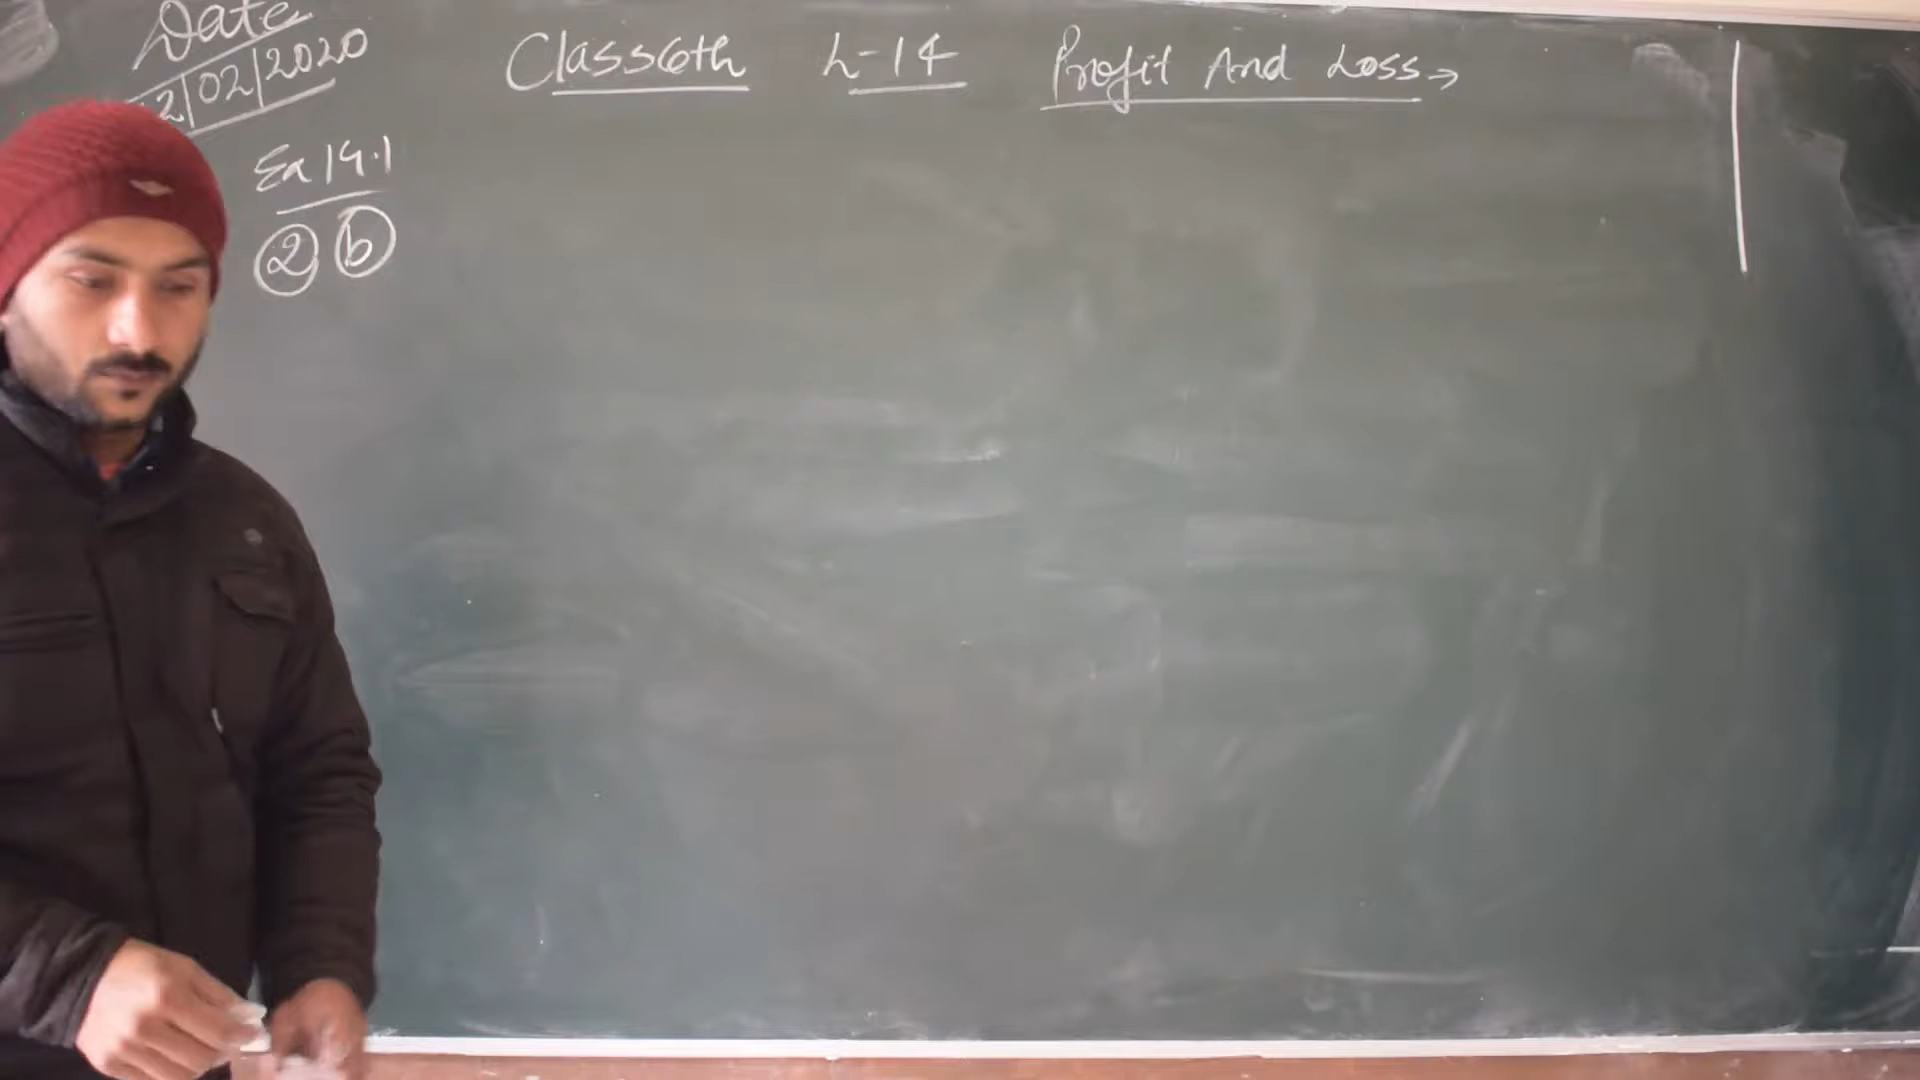 Date
2/02/2020
Class 6th L-14 Profit And Loss →
Ex 14.1
2 b